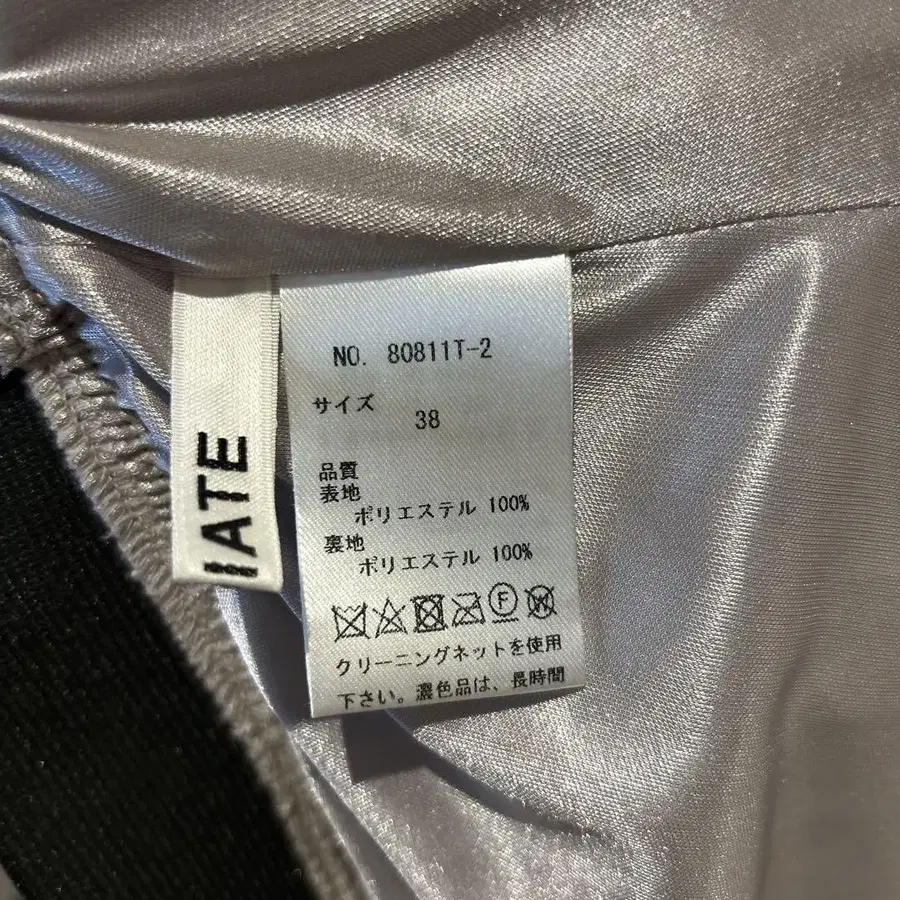 IATE
NO. 80811T-2
サイズ 38
品質
表地
ポリエステル 100%
裏地
ポリエステル 100%
F W
クリーニングネットを使用
下さい。濃色品は、長時間